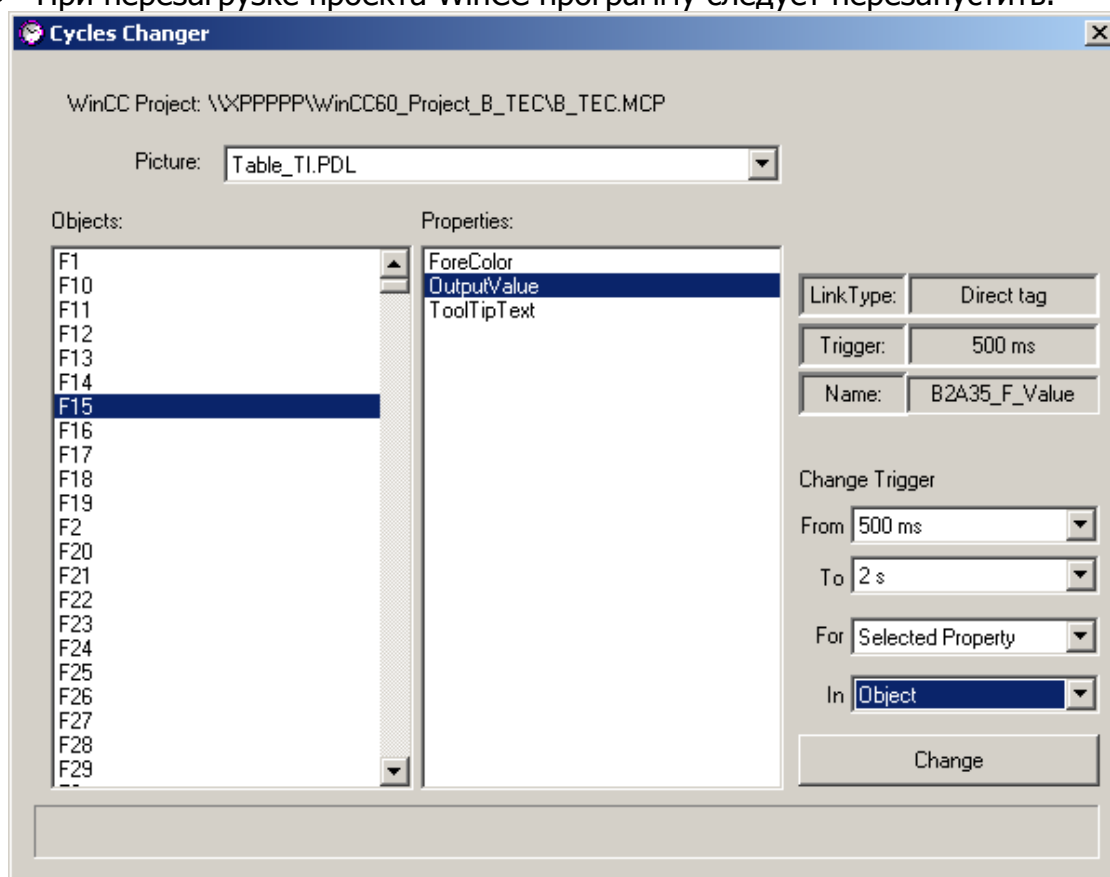 При перезагрузке проекта WinCC программу следует перезапустить.
Cycles Changer
WinCC Project: \\XPPPPP\WinCC60_Project_B_TEC\B_TEC.MCP
Picture: Table_TI.PDL
Objects:
F1
F10
F11
F12
F13
F14
F15
F16
F17
F18
F19
F2
F20
F21
F22
F23
F24
F25
F26
F27
F28
F29
Properties:
ForeColor
OutputValue
ToolTipText
LinkType: Direct tag
Trigger: 500 ms
Name: B2A35_F_Value
Change Trigger
From 500 ms
To 2 s
For Selected Property
In Object
Change